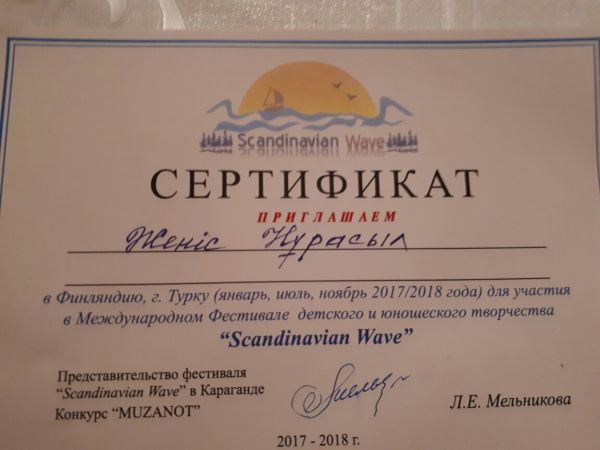 Scandinavian Wave
СЕРТИФИКАТ
ПРИГЛАШАЕМ
Жеңіс Нұрасыл
в Финляндию, г. Турку (январь, июль, ноябрь 2017/2018 года) для участия
в Международном Фестивале детского и юношеского творчества
“Scandinavian Wave”
Представительство фестиваля
“Scandinavian Wave” в Караганде
Конкурс “MUZANOT”
Л.Е. Мельникова
2017 - 2018 г.